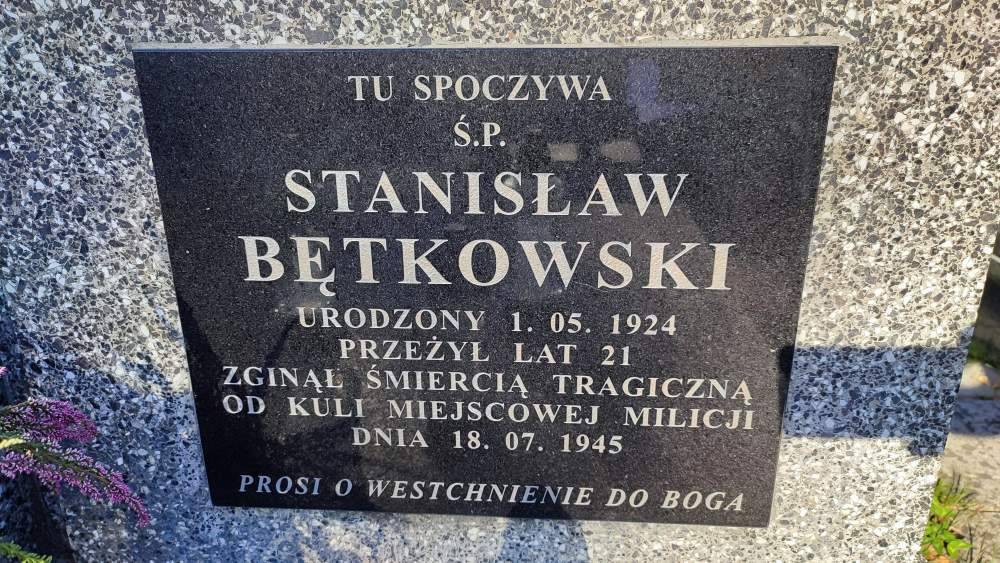 TU SPOCZYWA
Ś.P.
STANISŁAW
BĘTKOWSKI
URODZONY 1. 05. 1924
PRZEŻYŁ LAT 21
ZGINĄŁ ŚMIERCIĄ TRAGICZNĄ
OD KULI MIEJSCOWEJ MILICJI
DNIA 18. 07. 1945
PROSI O WESTCHNIENIE DO BOGA